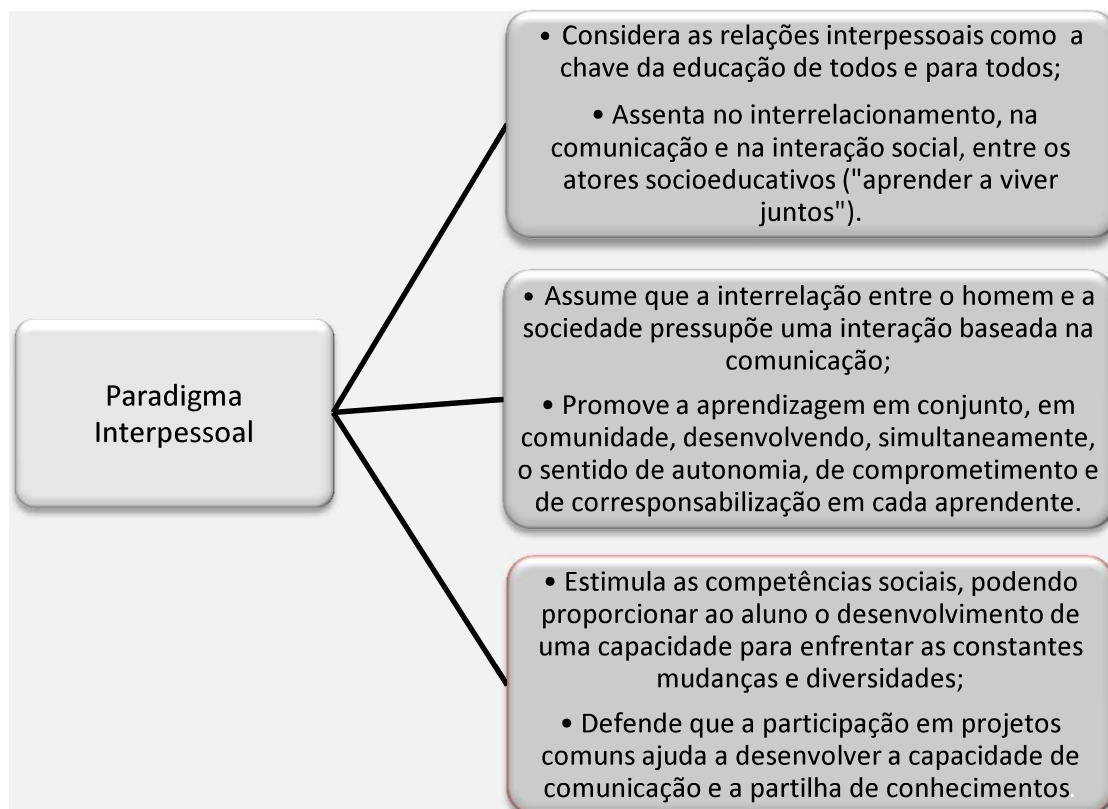 Paradigma
Interpessoal
• Considera as relações interpessoais como a
chave da educação de todos e para todos;
• Assenta no interrelacionamento, na
comunicação e na interação social, entre os
atores socioeducativos ("aprender a viver
juntos").
• Assume que a interrelação entre o homem e a
sociedade pressupõe uma interação baseada na
comunicação;
• Promove a aprendizagem em conjunto, em
comunidade, desenvolvendo, simultaneamente,
o sentido de autonomia, de comprometimento e
de corresponsabilização em cada aprendente.
• Estimula as competências sociais, podendo
proporcionar ao aluno o desenvolvimento de
uma capacidade para enfrentar as constantes
mudanças e diversidades;
• Defende que a participação em projetos
comuns ajuda a desenvolver a capacidade de
comunicação e a partilha de conhecimentos.